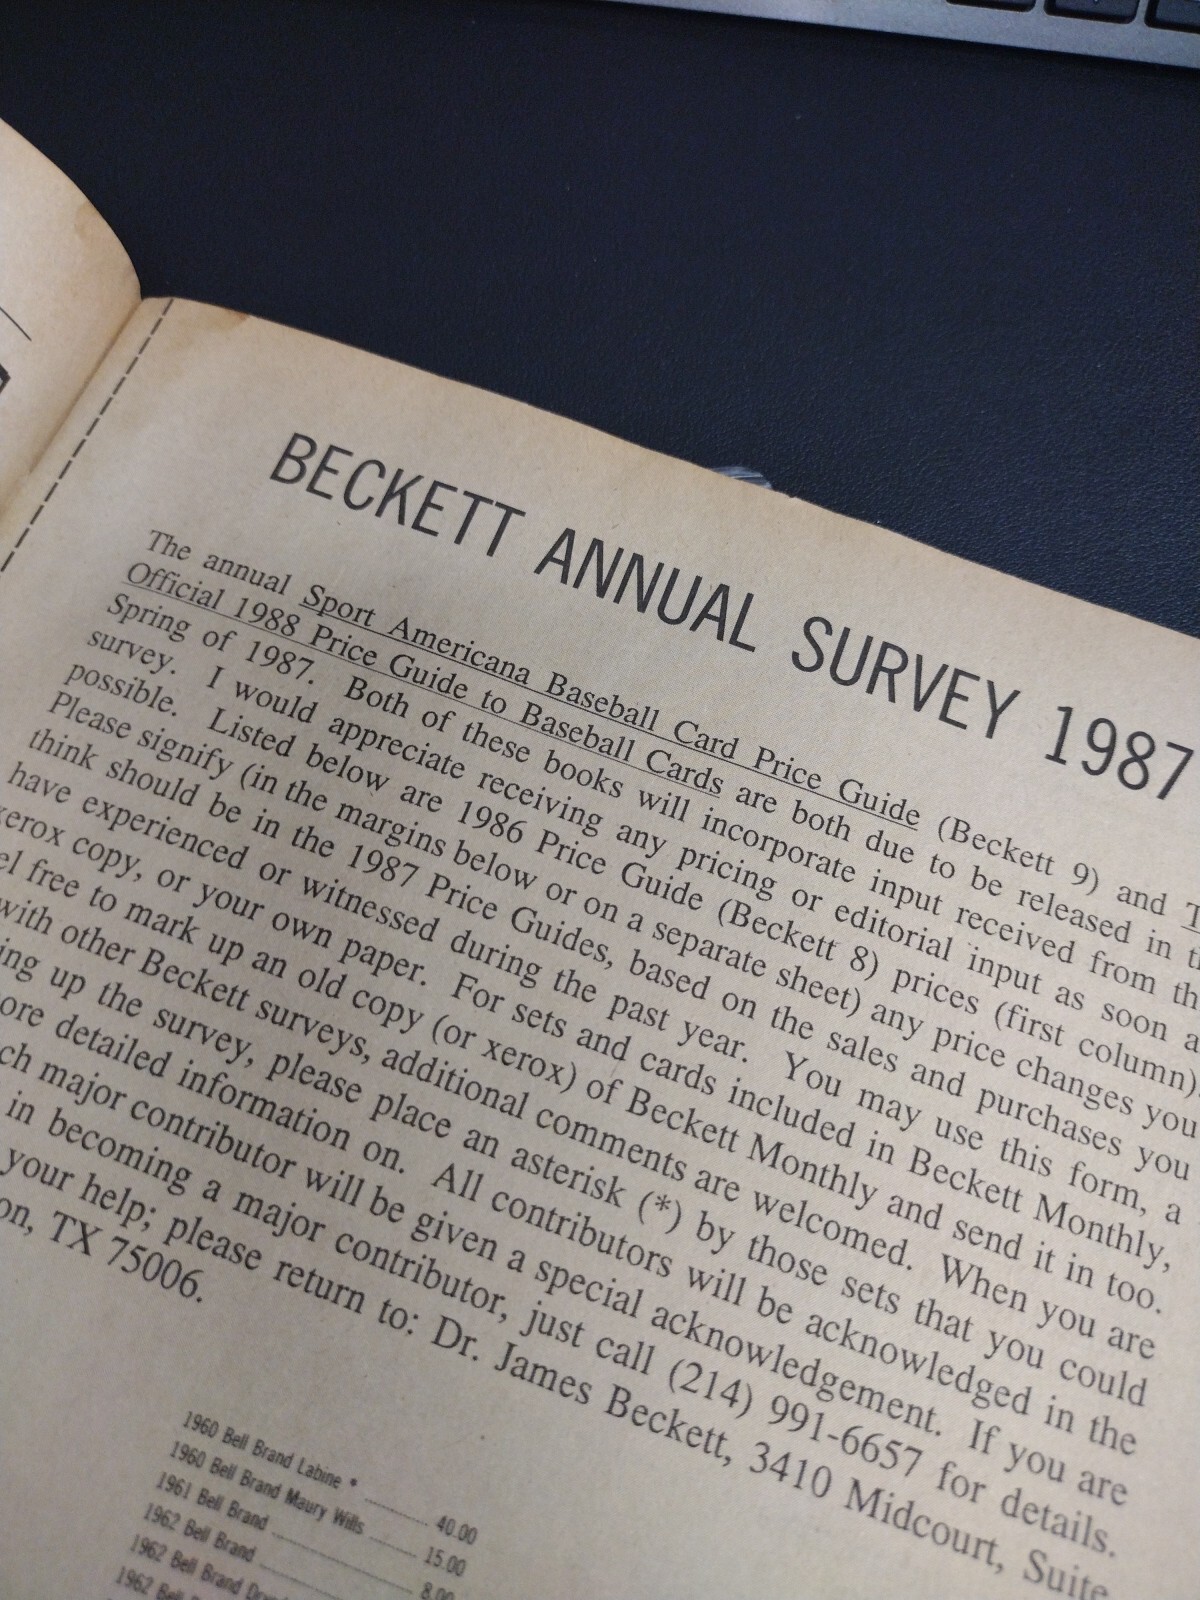 BECKETT ANNUAL SURVEY 1987
The annual Sport Americana Baseball Card Price Guide (Beckett 9) and
Official 1988 Price Guide to Baseball Cards are both due to be released in
Spring of 1987. Both of these books will incorporate input received from
survey. I would appreciate receiving any pricing or editorial input as soon
possible. Listed below are 1986 Price Guide (Beckett 8) prices (first column).
Please signify (in the margins below or on a separate sheet) any price changes you
think should be in the 1987 Price Guides, based on the sales and purchases you
have experienced or witnessed during the past year. You may use this form, a
xerox copy, or your own paper. For sets and cards included in Beckett Monthly,
free to mark up an old copy (or xerox) of Beckett Monthly and send it in too.
with other Beckett surveys, additional comments are welcomed. When you are
up the survey, please place an asterisk (*) by those sets that you could
detailed information on. All contributors will be acknowledged in the
major contributor will be given a special acknowledgement. If you are
in becoming a major contributor, just call (214) 991-6657 for details.
your help; please return to: Dr. James Beckett, 3410 Midcourt, Suite
TX 75006.
1960 Bell Brand Labine * 40.00
1960 Bell Brand Maury Wills 15.00
1961 Bell Brand 8.00
1962 Bell Brand
1962 Bell Brand
1962 Bell